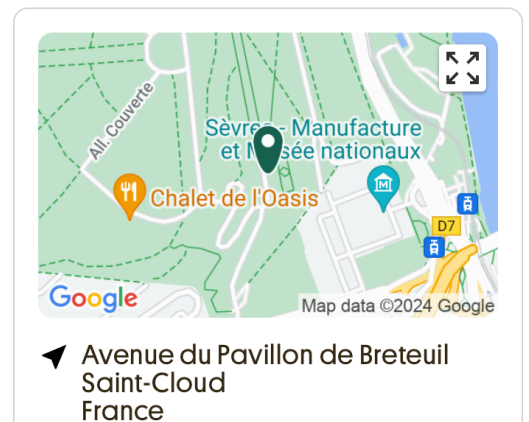 All. Couverte
Sèvres - Manufacture
et Musée nationaux
Chalet de l'Oasis
D7
Google
Map data ©2024 Google
Avenue du Pavillon de Breteuil
Saint-Cloud
France